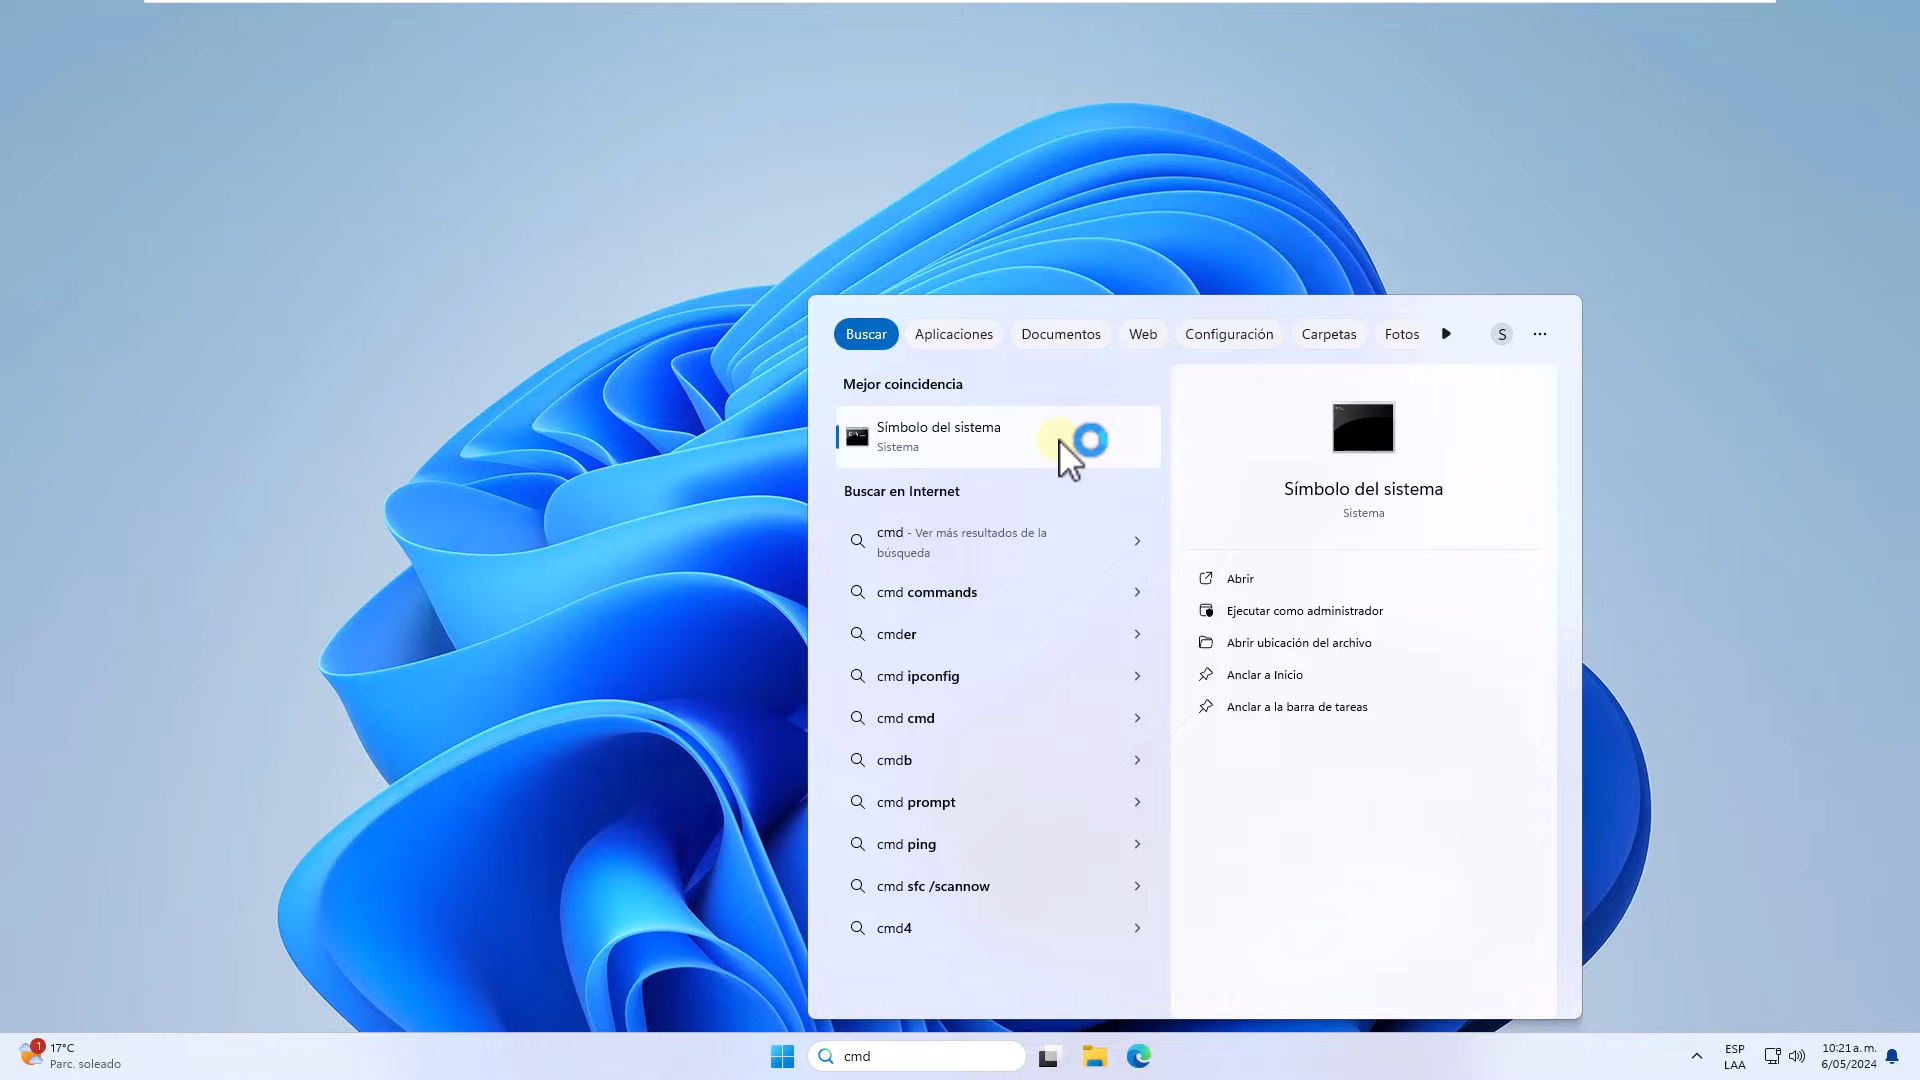 Buscar Aplicaciones Documentos Web Configuración Carpetas Fotos S
Mejor coincidencia
Símbolo del sistema
Sistema
Buscar en Internet
cmd - Ver más resultados de la
búsqueda
cmd commands
cmder
cmd ipconfig
cmd cmd
cmdb
cmd prompt
cmd ping
cmd sfc /scannow
cmd4
Símbolo del sistema
Sistema
Abrir
Ejecutar como administrador
Abrir ubicación del archivo
Anclar a Inicio
Anclar a la barra de tareas
1
17°C
Parc. soleado
cmd
ESP
LAA
10:21 a. m.
6/05/2024